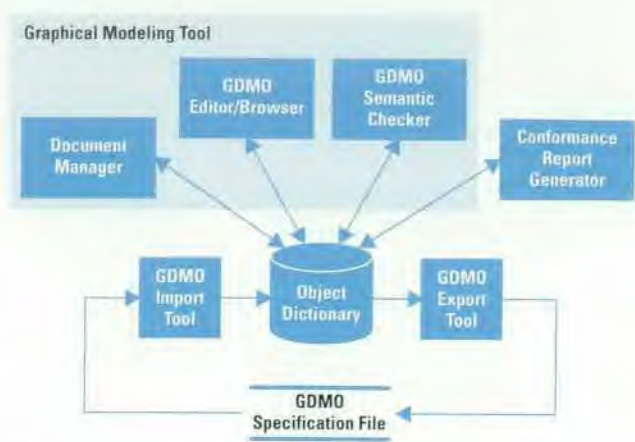 Graphical Modeling Tool
GDMO
Editor/Browser
GDMO
Semantic
Checker
Document
Manager
Conformance
Report
Generator
GDMO
Import
Tool
Object
Dictionary
GDMO
Export
Tool
GDMO
Specification File